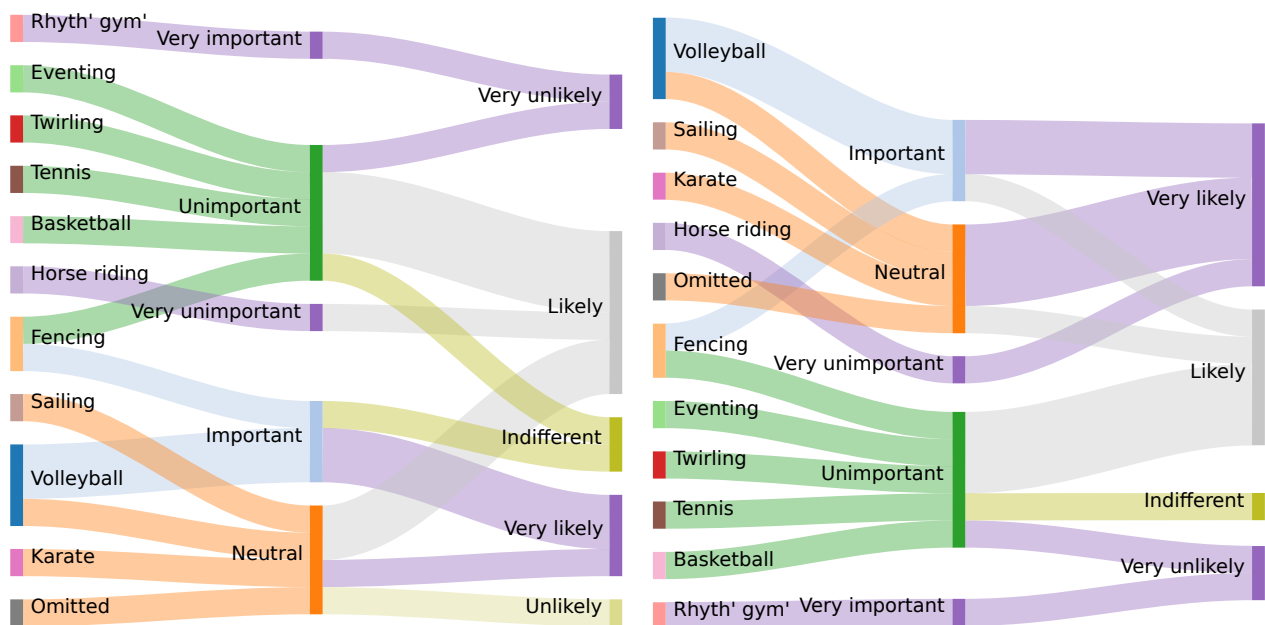 Rhyth' gym'
Eventing
Twirling
Tennis
Basketball
Horse riding
Fencing
Sailing
Volleyball
Karate
Omitted
Very important
Unimportant
Very unimportant
Important
Neutral
Very unlikely
Likely
Indifferent
Very likely
Unlikely
Volleyball
Sailing
Karate
Horse riding
Omitted
Fencing
Eventing
Twirling
Tennis
Basketball
Rhyth' gym'
Important
Neutral
Very unimportant
Unimportant
Very important
Very likely
Likely
Indifferent
Very unlikely